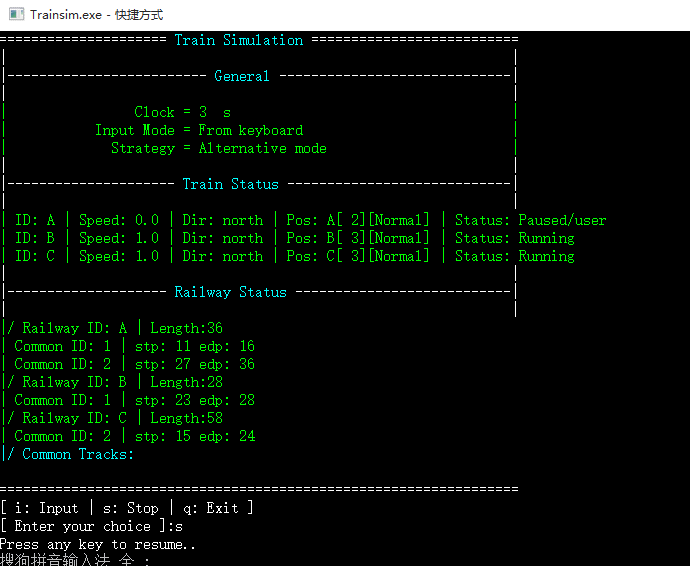 Trainsim.exe - 快捷方式
==================== Train Simulation ==========================
|                                                               |
|------------------------- General -----------------------------|
|                                                               |
                Clock = 3  s                                    |
|          Input Mode = From keyboard                           |
|            Strategy = Alternative mode                        |
|                                                               |
|--------------------- Train Status ----------------------------|
|                                                               |
| ID: A | Speed: 0.0 | Dir: north | Pos: A[ 2][Normal] | Status: Paused/user
| ID: B | Speed: 1.0 | Dir: north | Pos: B[ 3][Normal] | Status: Running
| ID: C | Speed: 1.0 | Dir: north | Pos: C[ 3][Normal] | Status: Running
|                                                               |
|-------------------- Railway Status ---------------------------|
|                                                               |
|/ Railway ID: A | Length:36
| Common ID: 1 | stp: 11 edp: 16
| Common ID: 2 | stp: 27 edp: 36
|/ Railway ID: B | Length:28
| Common ID: 1 | stp: 23 edp: 28
|/ Railway ID: C | Length:58
| Common ID: 2 | stp: 15 edp: 24
|/ Common Tracks:
=================================================================
[ i: Input | s: Stop | q: Exit ]
[ Enter your choice ]:s
Press any key to resume..
搜狗拼音输入法 全 :